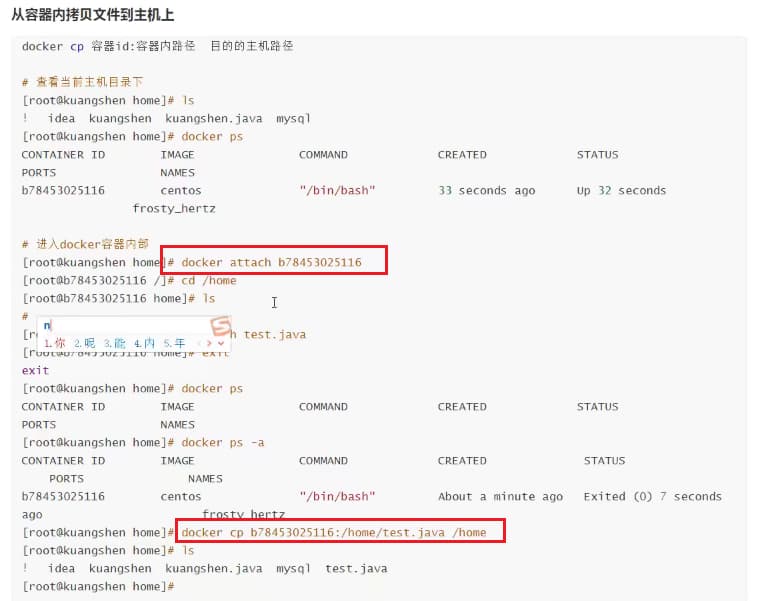 从容器内拷贝文件到主机上
docker cp 容器id:容器内路径  目的的主机路径
# 查看当前主机目录下
[root@kuangshen home]# ls
!  idea  kuangshen  kuangshen.java  mysql
[root@kuangshen home]# docker ps
CONTAINER ID        IMAGE               COMMAND             CREATED             STATUS
PORTS               NAMES
b78453025116        centos              "/bin/bash"         33 seconds ago      Up 32 seconds
frosty_hertz
# 进入docker容器内部
[root@kuangshen home]# docker attach b78453025116
[root@b78453025116 /]# cd /home
[root@b78453025116 home]# ls
#
n
1.你 2.呢 3.能 4.内 5.年
h test.java
home]# exit
exit
[root@kuangshen home]# docker ps
CONTAINER ID        IMAGE               COMMAND             CREATED             STATUS
PORTS               NAMES
[root@kuangshen home]# docker ps -a
CONTAINER ID        IMAGE               COMMAND             CREATED              STATUS
PORTS               NAMES
b78453025116        centos              "/bin/bash"         About a minute ago   Exited (0) 7 seconds
ago                       frosty_hertz
[root@kuangshen home]# docker cp b78453025116:/home/test.java /home
[root@kuangshen home]# ls
!  idea  kuangshen  kuangshen.java  mysql  test.java
[root@kuangshen home]#